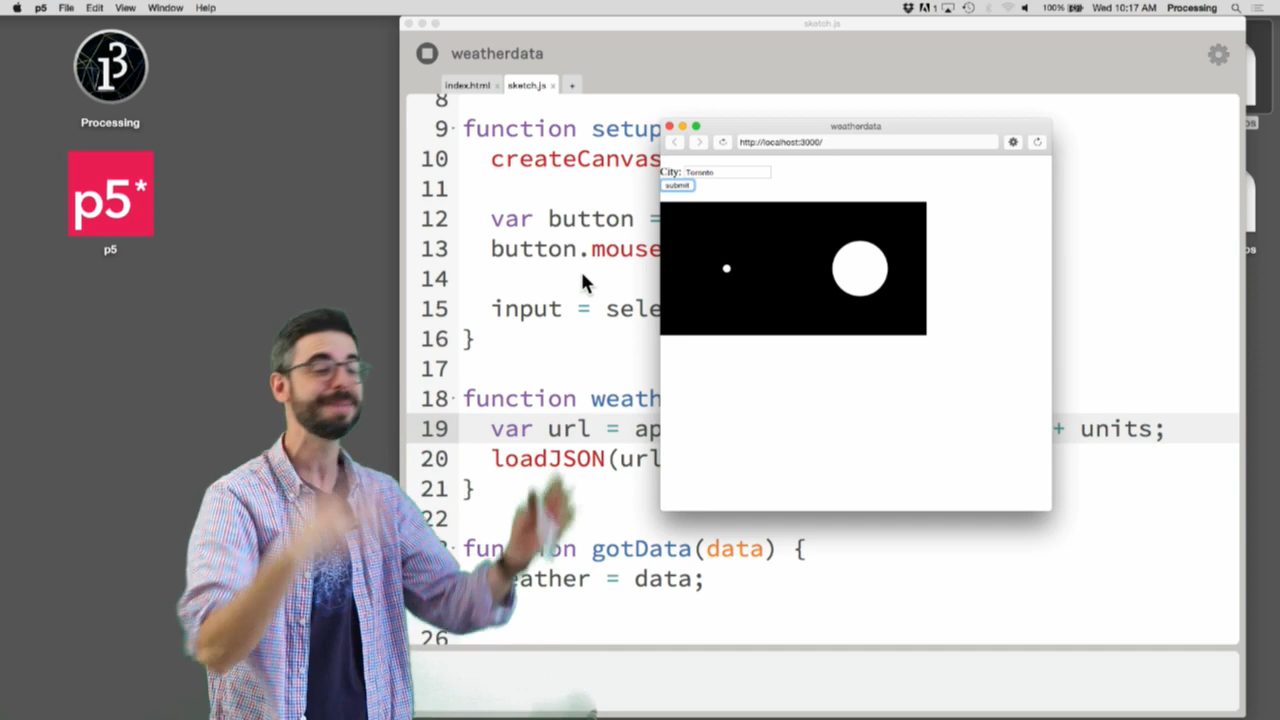 p5 File Edit View Window Help 1 100% Wed 10:17 AM Processing
sketch.js
weatherdata
index.html × sketch.js × +
8
9 function setup
10 createCanvas
11
12 var button =
13 button.mouse
14
15 input = sele
16 }
17
18 function weath
19 var url = ap + units;
20 loadJSON(url
21 }
22
function gotData(data) {
eather = data;
26
weatherdata
http://localhost:3000/
City: Toronto
submit
Processing
p5*
p5